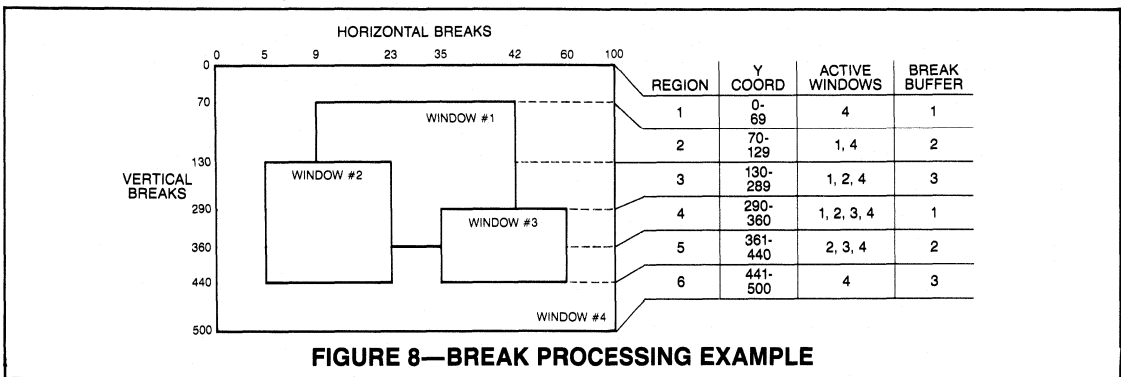 HORIZONTAL BREAKS
0 5 9 23 35 42 60 100
0
70
130
290
360
440
500
VERTICAL
BREAKS
WINDOW #1
WINDOW #2
WINDOW #3
WINDOW #4
REGION Y COORD ACTIVE WINDOWS BREAK BUFFER
1 0-69 4 1
2 70-129 1, 4 2
3 130-289 1, 2, 4 3
4 290-360 1, 2, 3, 4 1
5 361-440 2, 3, 4 2
6 441-500 4 3
FIGURE 8—BREAK PROCESSING EXAMPLE